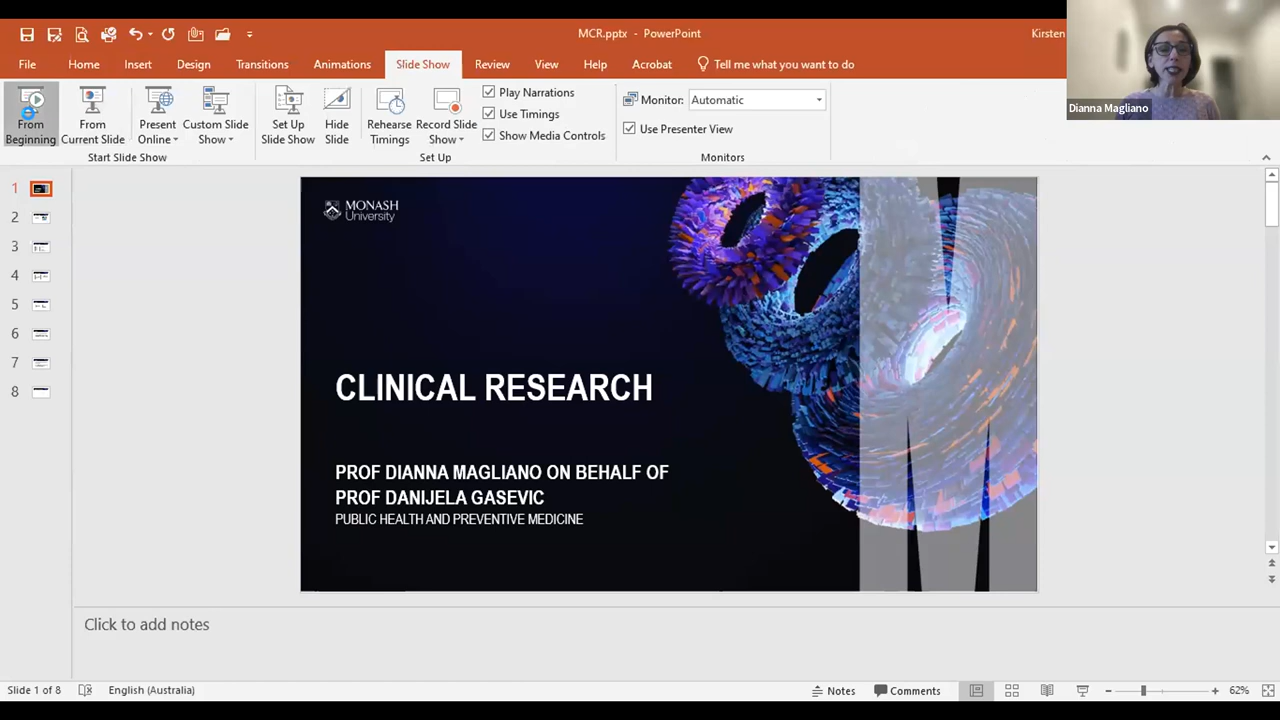 MCR.pptx - PowerPoint
Kirsten
File Home Insert Design Transitions Animations Slide Show Review View Help Acrobat Tell me what you want to do
Dianna Magliano
From Beginning
From Current Slide
Present Online
Custom Slide Show
Start Slide Show
Set Up Slide Show
Hide Slide
Rehearse Timings
Record Slide Show
Play Narrations
Use Timings
Show Media Controls
Set Up
Monitor: Automatic
Use Presenter View
Monitors
1
2
3
4
5
6
7
8
MONASH
University
CLINICAL RESEARCH
PROF DIANNA MAGLIANO ON BEHALF OF
PROF DANIJELA GASEVIC
PUBLIC HEALTH AND PREVENTIVE MEDICINE
Click to add notes
Slide 1 of 8 English (Australia) Notes Comments 62%